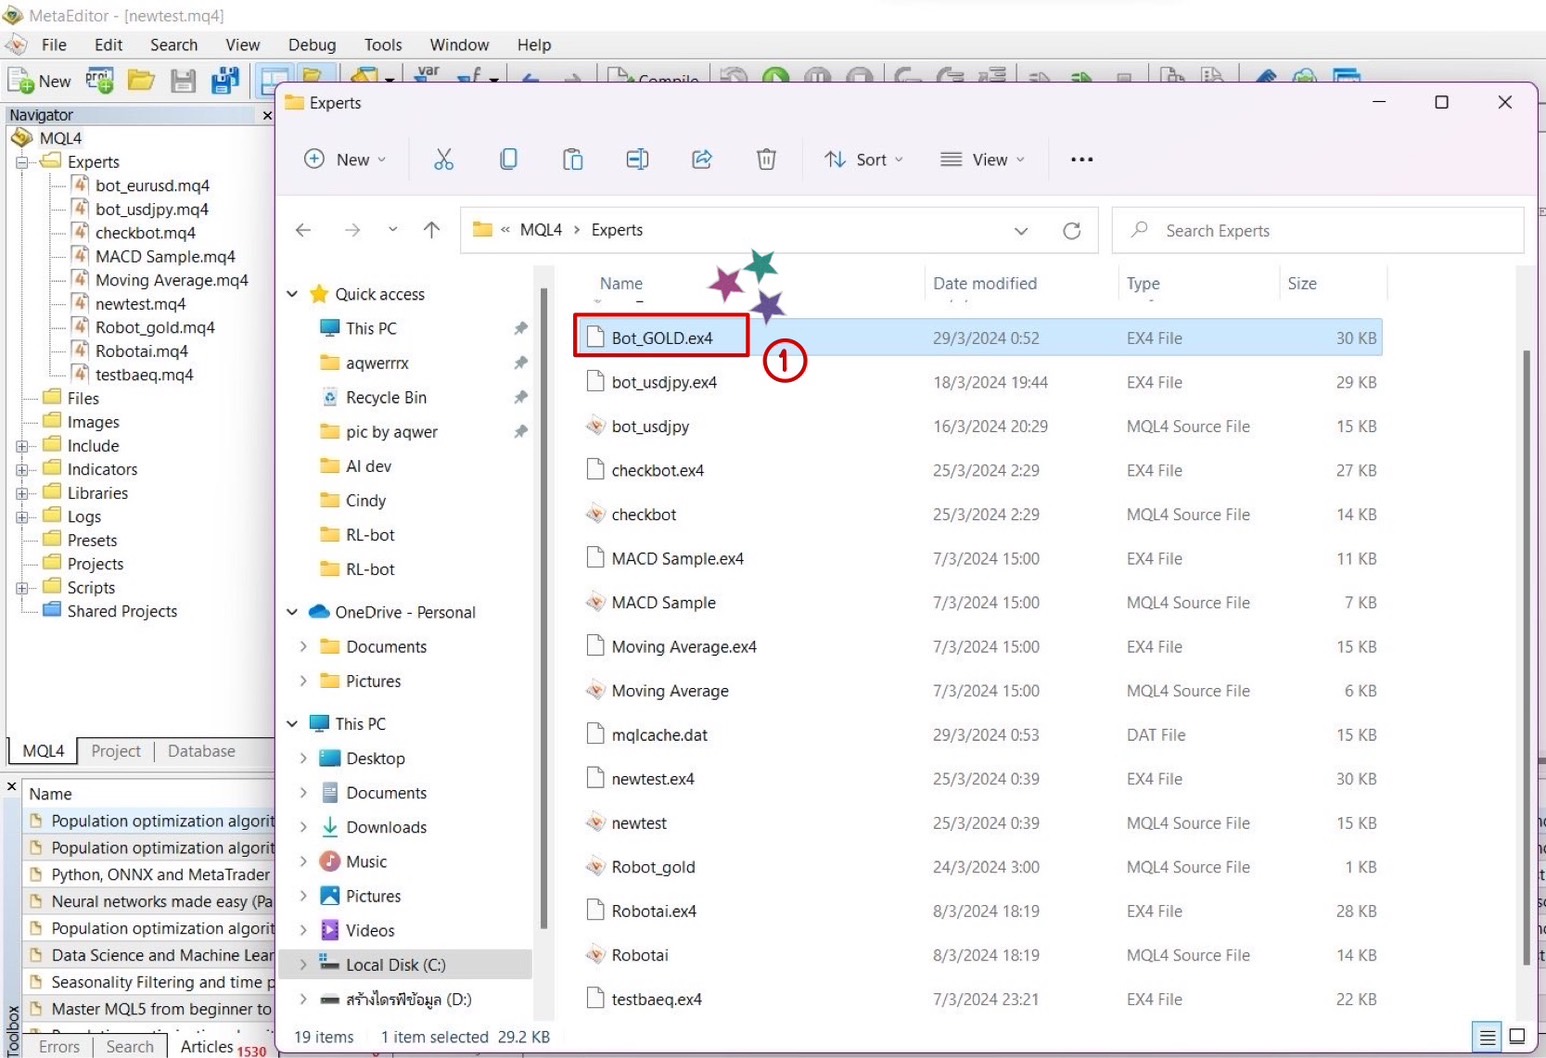 MetaEditor - [newtest.mq4]
File Edit Search View Debug Tools Window Help
New proj var f Compile
Navigator
MQL4
Experts
bot_eurusd.mq4
bot_usdjpy.mq4
checkbot.mq4
MACD Sample.mq4
Moving Average.mq4
newtest.mq4
Robot_gold.mq4
Robotai.mq4
testbaeq.mq4
Files
Images
Include
Indicators
Libraries
Logs
Presets
Projects
Scripts
Shared Projects
MQL4 Project Database
Name
Population optimization algorit
Population optimization algorit
Python, ONNX and MetaTrader
Neural networks made easy (Pa
Population optimization algorit
Data Science and Machine Lear
Seasonality Filtering and time p
Master MQL5 from beginner to
Toolbox
Errors Search Articles 1530
Experts
New Sort View
« MQL4 > Experts
Search Experts
Quick access
This PC
aqwerrrx
Recycle Bin
pic by aqwer
AI dev
Cindy
RL-bot
RL-bot
OneDrive - Personal
Documents
Pictures
This PC
Desktop
Documents
Downloads
Music
Pictures
Videos
Local Disk (C:)
สร้างไดรฟ์ข้อมูล (D:)
Name Date modified Type Size
Bot_GOLD.ex4 29/3/2024 0:52 EX4 File 30 KB
1
bot_usdjpy.ex4 18/3/2024 19:44 EX4 File 29 KB
bot_usdjpy 16/3/2024 20:29 MQL4 Source File 15 KB
checkbot.ex4 25/3/2024 2:29 EX4 File 27 KB
checkbot 25/3/2024 2:29 MQL4 Source File 14 KB
MACD Sample.ex4 7/3/2024 15:00 EX4 File 11 KB
MACD Sample 7/3/2024 15:00 MQL4 Source File 7 KB
Moving Average.ex4 7/3/2024 15:00 EX4 File 15 KB
Moving Average 7/3/2024 15:00 MQL4 Source File 6 KB
mqlcache.dat 29/3/2024 0:53 DAT File 15 KB
newtest.ex4 25/3/2024 0:39 EX4 File 30 KB
newtest 25/3/2024 0:39 MQL4 Source File 15 KB
Robot_gold 24/3/2024 3:00 MQL4 Source File 1 KB
Robotai.ex4 8/3/2024 18:19 EX4 File 28 KB
Robotai 8/3/2024 18:19 MQL4 Source File 14 KB
testbaeq.ex4 7/3/2024 23:21 EX4 File 22 KB
19 items 1 item selected 29.2 KB